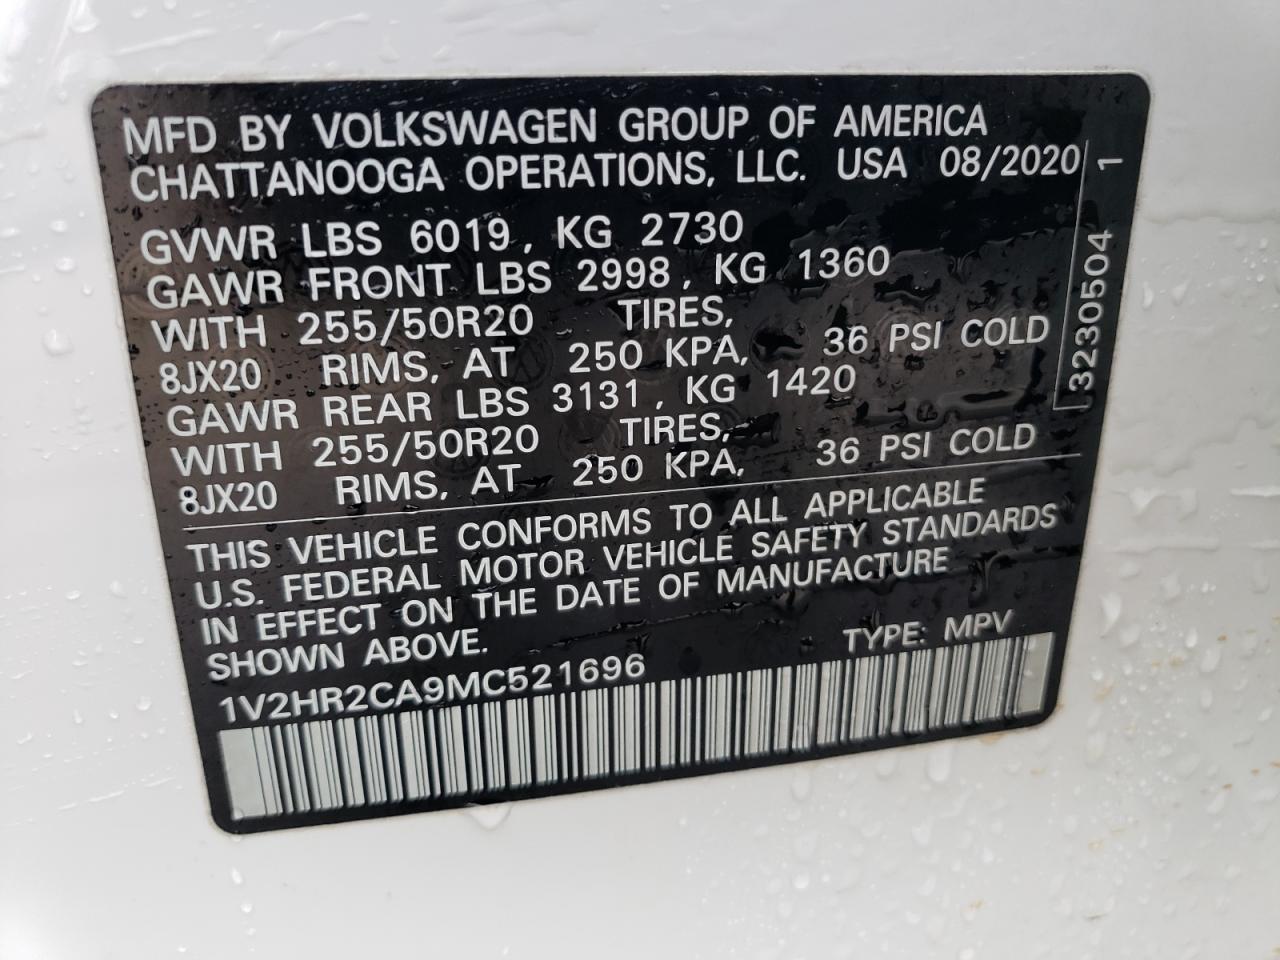 MFD BY VOLKSWAGEN GROUP OF AMERICA
CHATTANOOGA OPERATIONS, LLC. USA 08/2020
GVWR LBS 6019, KG 2730
GAWR FRONT LBS 2998, KG 1360
WITH 255/50R20 TIRES,
8JX20 RIMS, AT 250 KPA, 36 PSI COLD
GAWR REAR LBS 3131, KG 1420
WITH 255/50R20 TIRES,
8JX20 RIMS, AT 250 KPA, 36 PSI COLD
THIS VEHICLE CONFORMS TO ALL APPLICABLE
U.S. FEDERAL MOTOR VEHICLE SAFETY STANDARDS
IN EFFECT ON THE DATE OF MANUFACTURE
SHOWN ABOVE. TYPE: MPV
1V2HR2CA9MC521696
3230504 1